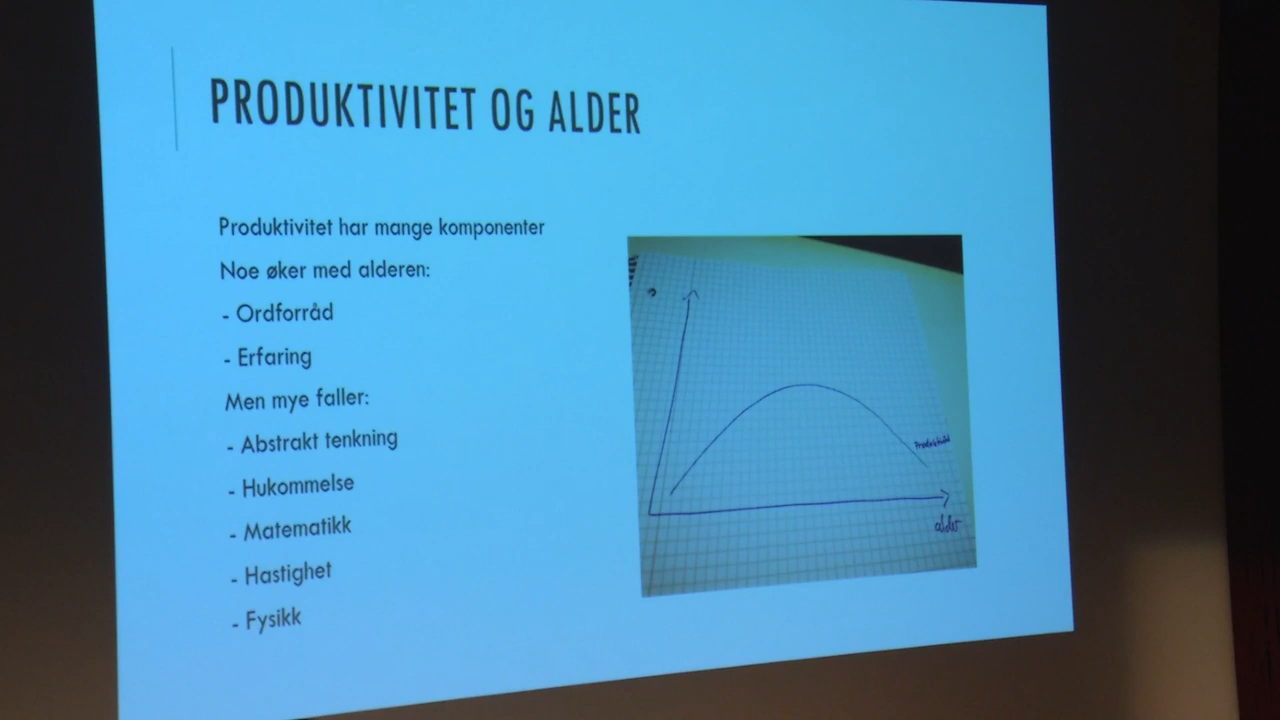 PRODUKTIVITET OG ALDER
Produktivitet har mange komponenter
Noe øker med alderen:
- Ordforråd
- Erfaring
Men mye faller:
- Abstrakt tenkning
- Hukommelse
- Matematikk
- Hastighet
- Fysikk
alder